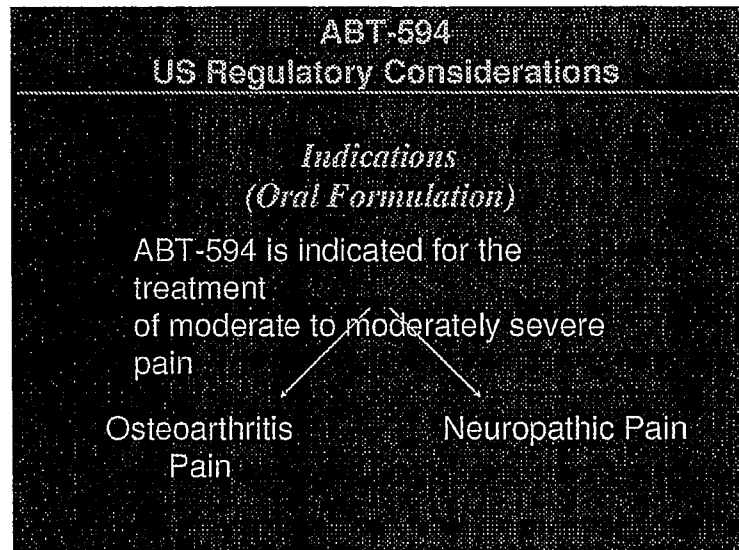 ABT-594
US Regulatory Considerations
Indications
(Oral Formulation)
ABT-594 is indicated for the
treatment
of moderate to moderately severe
pain
Osteoarthritis
Pain
Neuropathic Pain